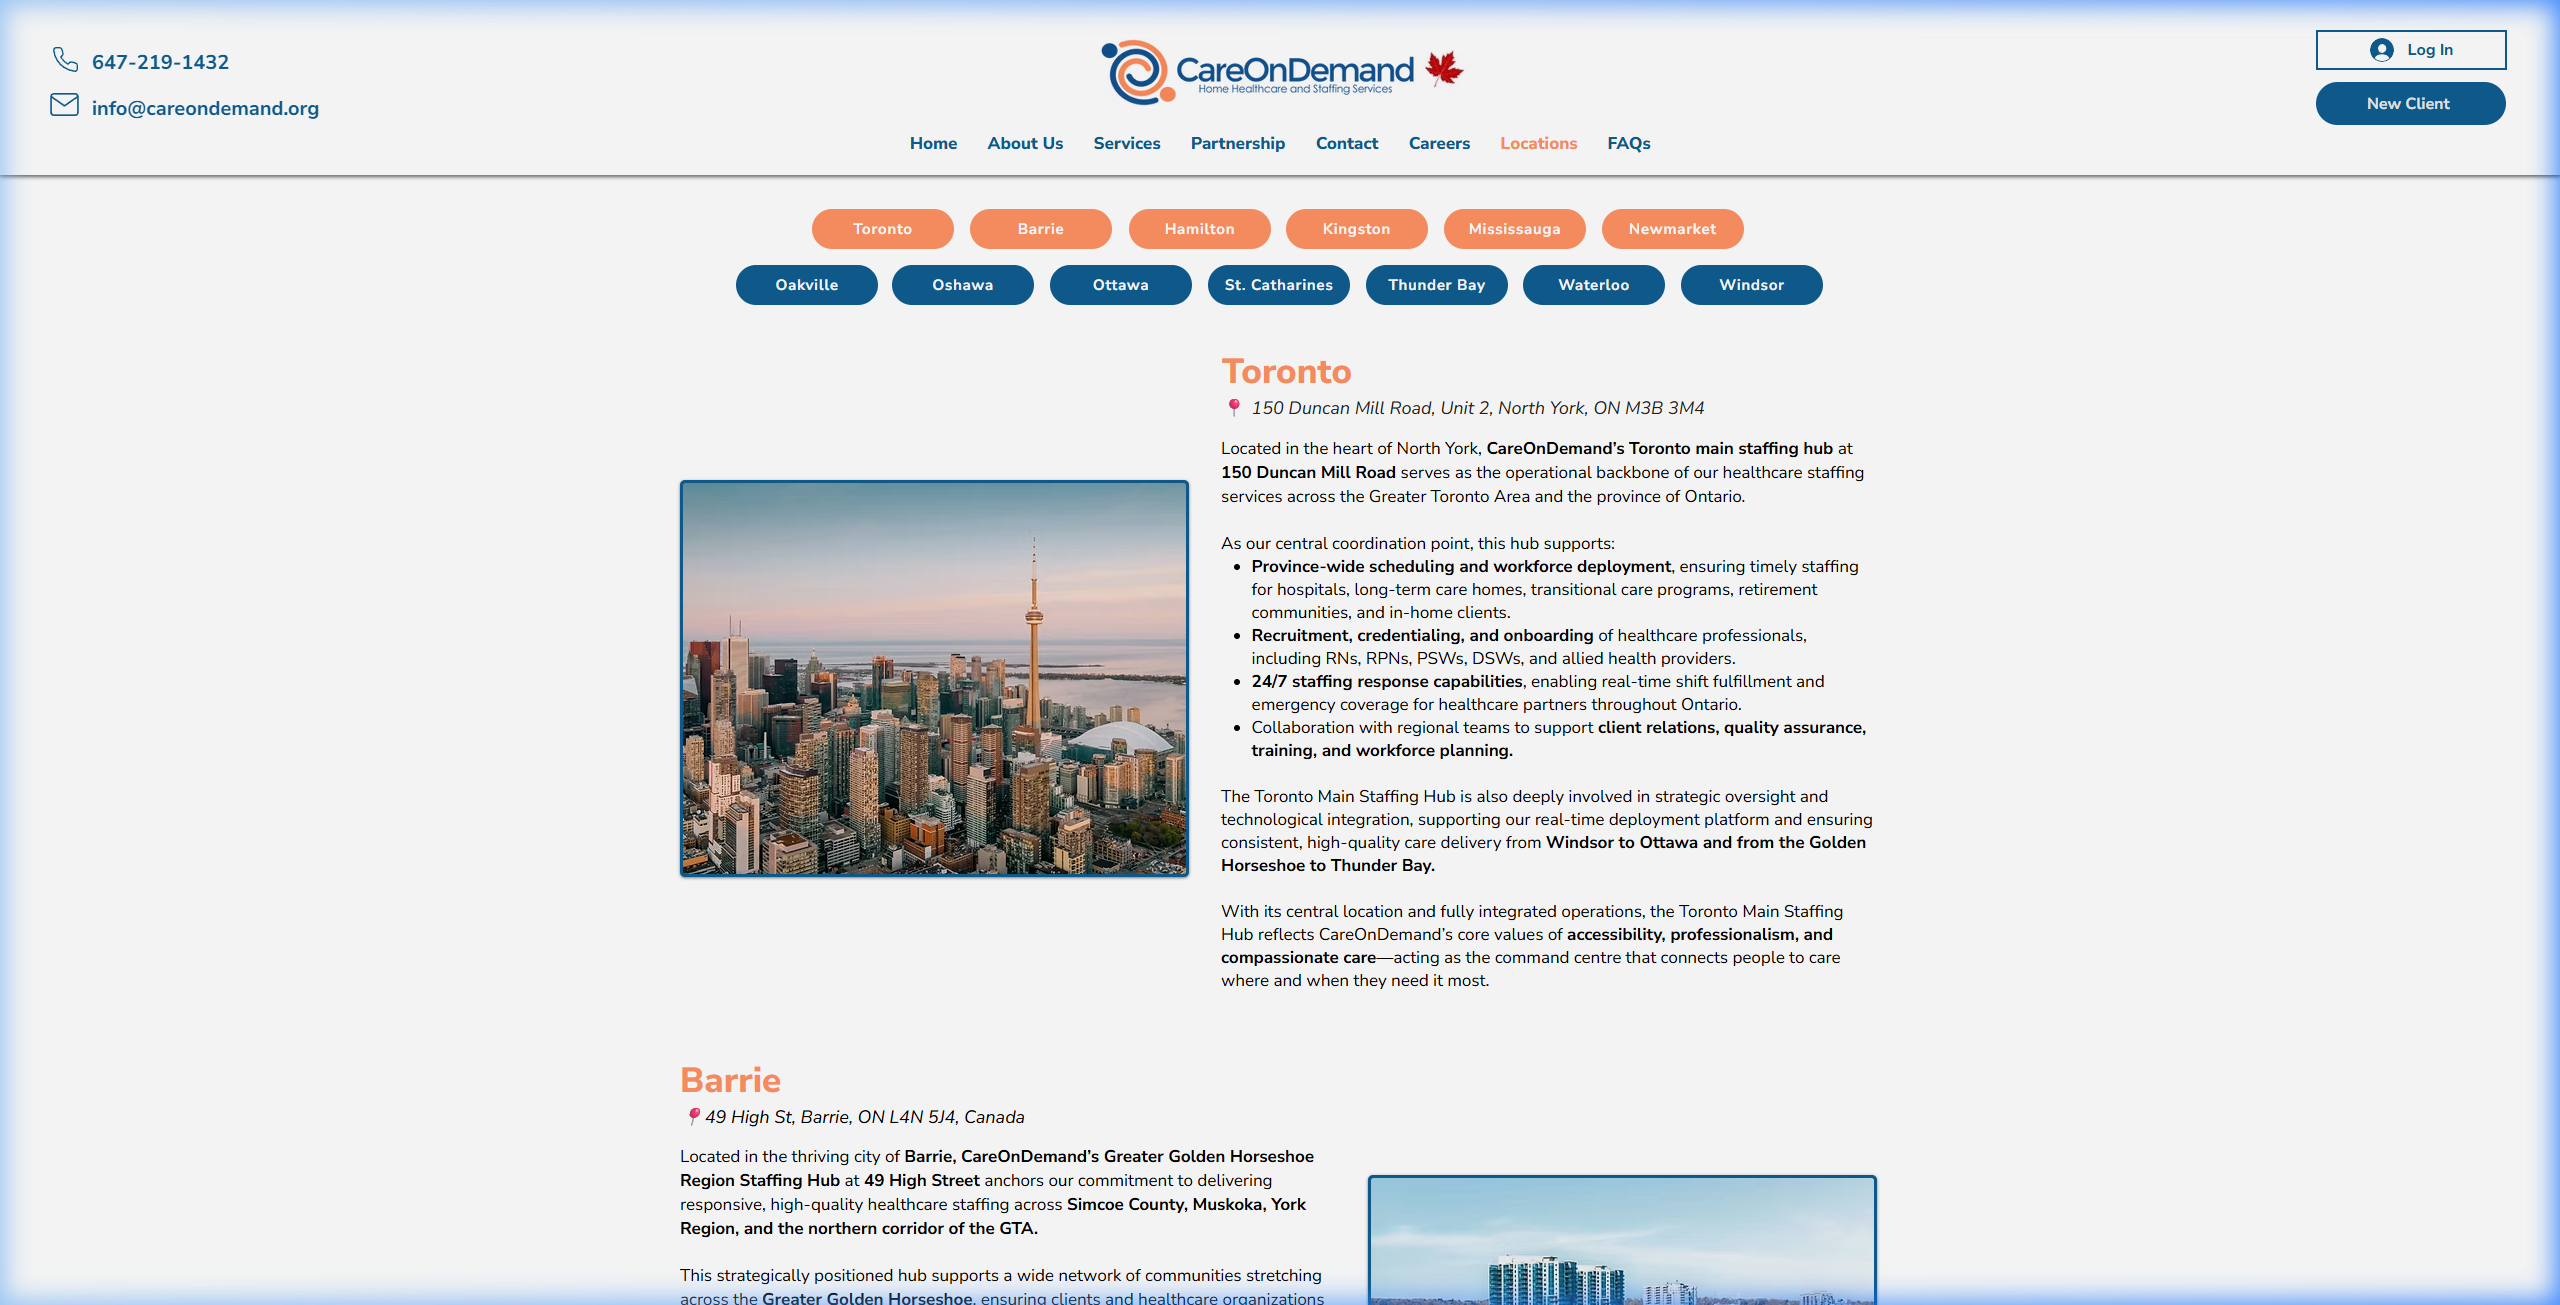 647-219-1432
info@careondemand.org
CareOnDemand
Home Healthcare and Staffing Services
Log In
New Client
Home About Us Services Partnership Contact Careers Locations FAQs
Toronto Barrie Hamilton Kingston Mississauga Newmarket
Oakville Oshawa Ottawa St. Catharines Thunder Bay Waterloo Windsor
Toronto
150 Duncan Mill Road, Unit 2, North York, ON M3B 3M4
Located in the heart of North York, CareOnDemand’s Toronto main staffing hub at
150 Duncan Mill Road serves as the operational backbone of our healthcare staffing
services across the Greater Toronto Area and the province of Ontario.
As our central coordination point, this hub supports:
• Province-wide scheduling and workforce deployment, ensuring timely staffing
for hospitals, long-term care homes, transitional care programs, retirement
communities, and in-home clients.
• Recruitment, credentialing, and onboarding of healthcare professionals,
including RNs, RPNs, PSWs, DSWs, and allied health providers.
• 24/7 staffing response capabilities, enabling real-time shift fulfillment and
emergency coverage for healthcare partners throughout Ontario.
• Collaboration with regional teams to support client relations, quality assurance,
training, and workforce planning.
The Toronto Main Staffing Hub is also deeply involved in strategic oversight and
technological integration, supporting our real-time deployment platform and ensuring
consistent, high-quality care delivery from Windsor to Ottawa and from the Golden
Horseshoe to Thunder Bay.
With its central location and fully integrated operations, the Toronto Main Staffing
Hub reflects CareOnDemand’s core values of accessibility, professionalism, and
compassionate care—acting as the command centre that connects people to care
where and when they need it most.
Barrie
49 High St, Barrie, ON L4N 5J4, Canada
Located in the thriving city of Barrie, CareOnDemand’s Greater Golden Horseshoe
Region Staffing Hub at 49 High Street anchors our commitment to delivering
responsive, high-quality healthcare staffing across Simcoe County, Muskoka, York
Region, and the northern corridor of the GTA.
This strategically positioned hub supports a wide network of communities stretching
across the Greater Golden Horseshoe, ensuring clients and healthcare organizations